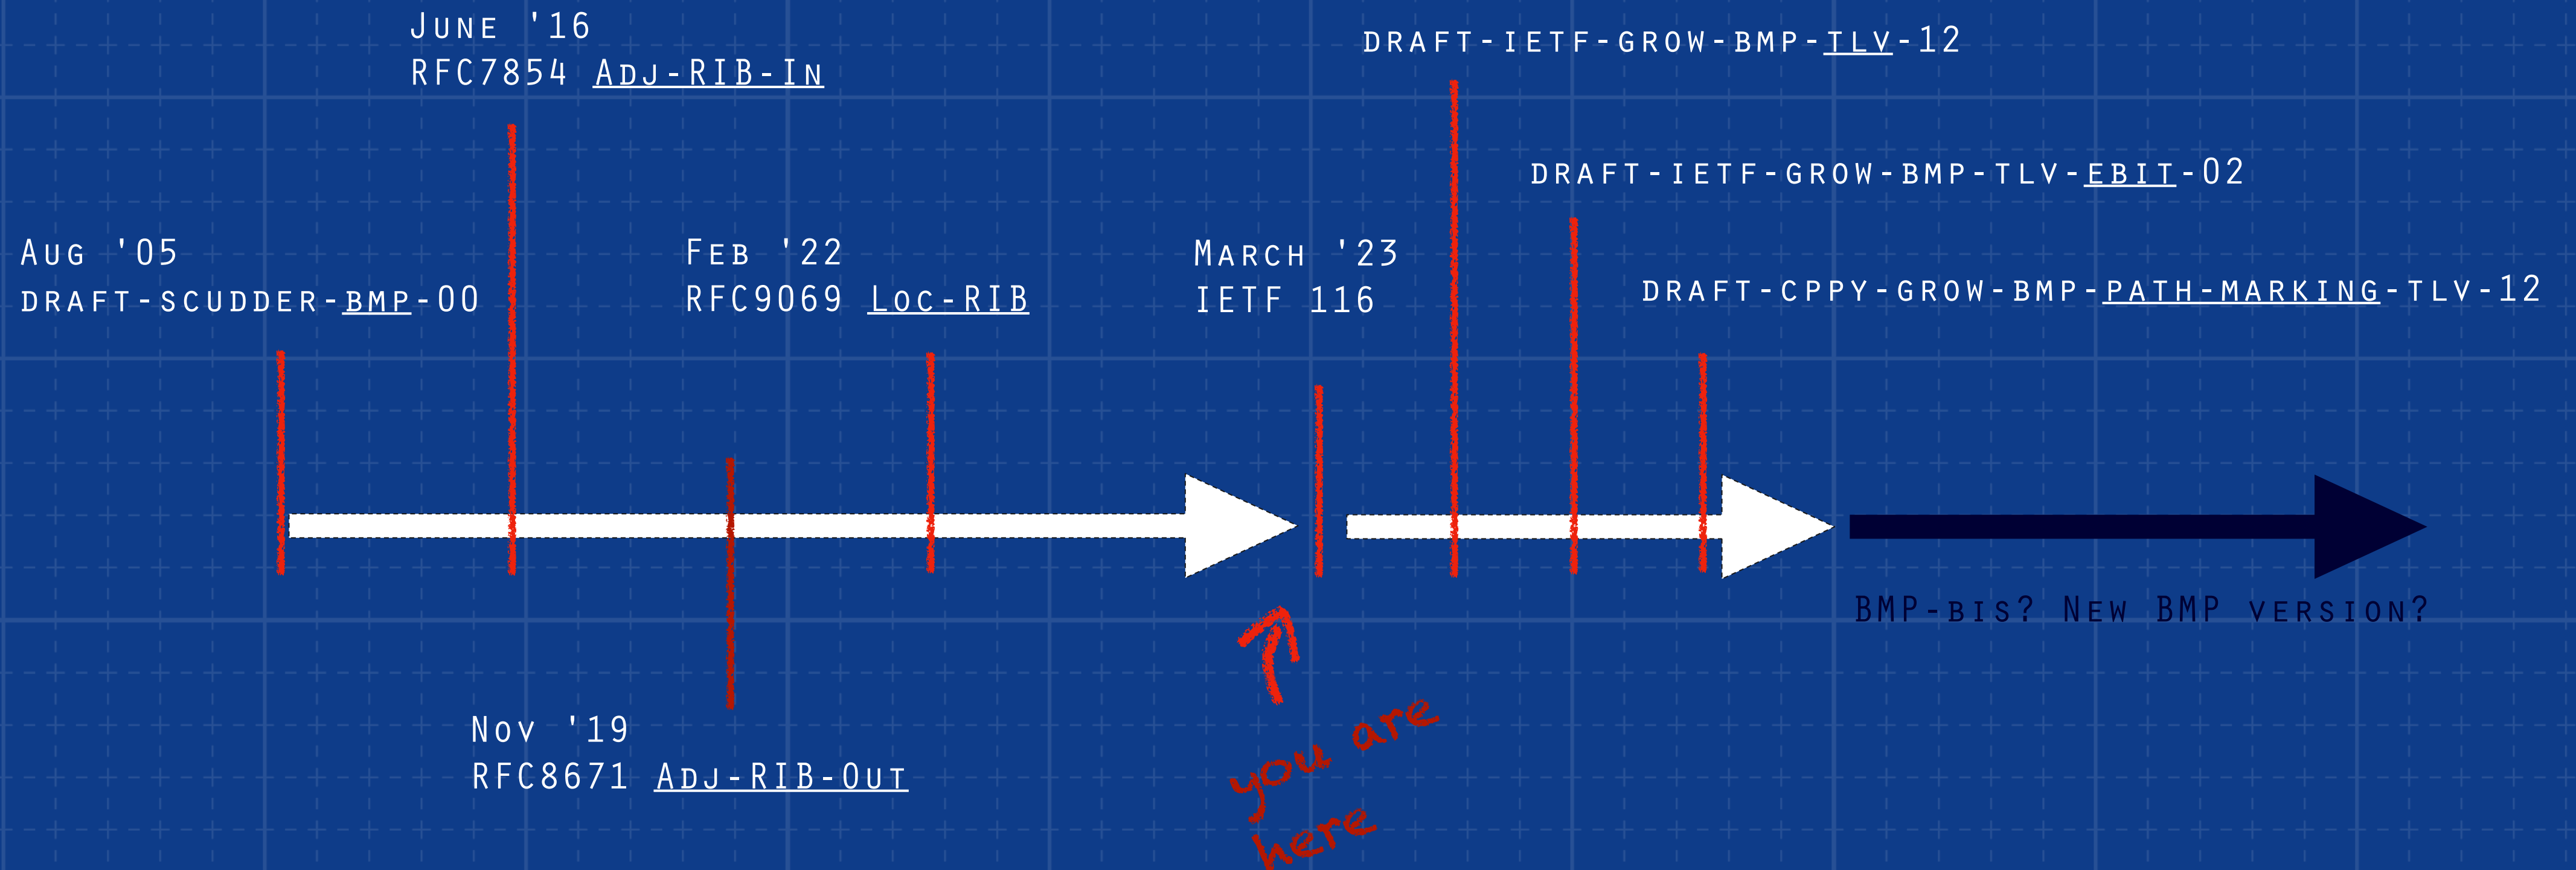 June '16
RFC7854 Adj-RIB-In
draft-ietf-grow-bmp-tlv-12
draft-ietf-grow-bmp-tlv-ebit-02
Aug '05
draft-scudder-bmp-00
Feb '22
RFC9069 Loc-RIB
March '23
IETF 116
draft-cppy-grow-bmp-path-marking-tlv-12
BMP-bis? New BMP version?
Nov '19
RFC8671 Adj-RIB-Out
you are
here